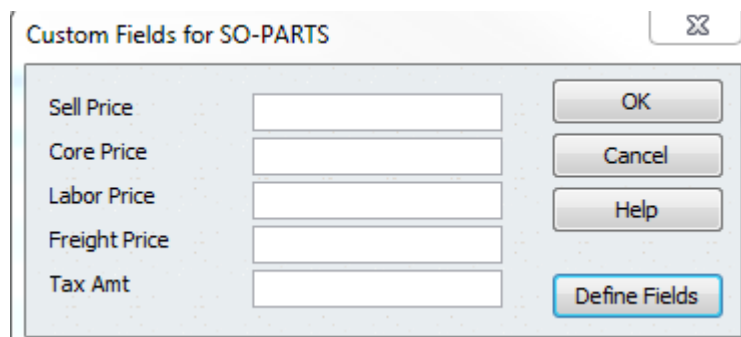 Custom Fields for SO-PARTS
Sell Price
OK
Core Price
Cancel
Labor Price
Help
Freight Price
Tax Amt
Define Fields